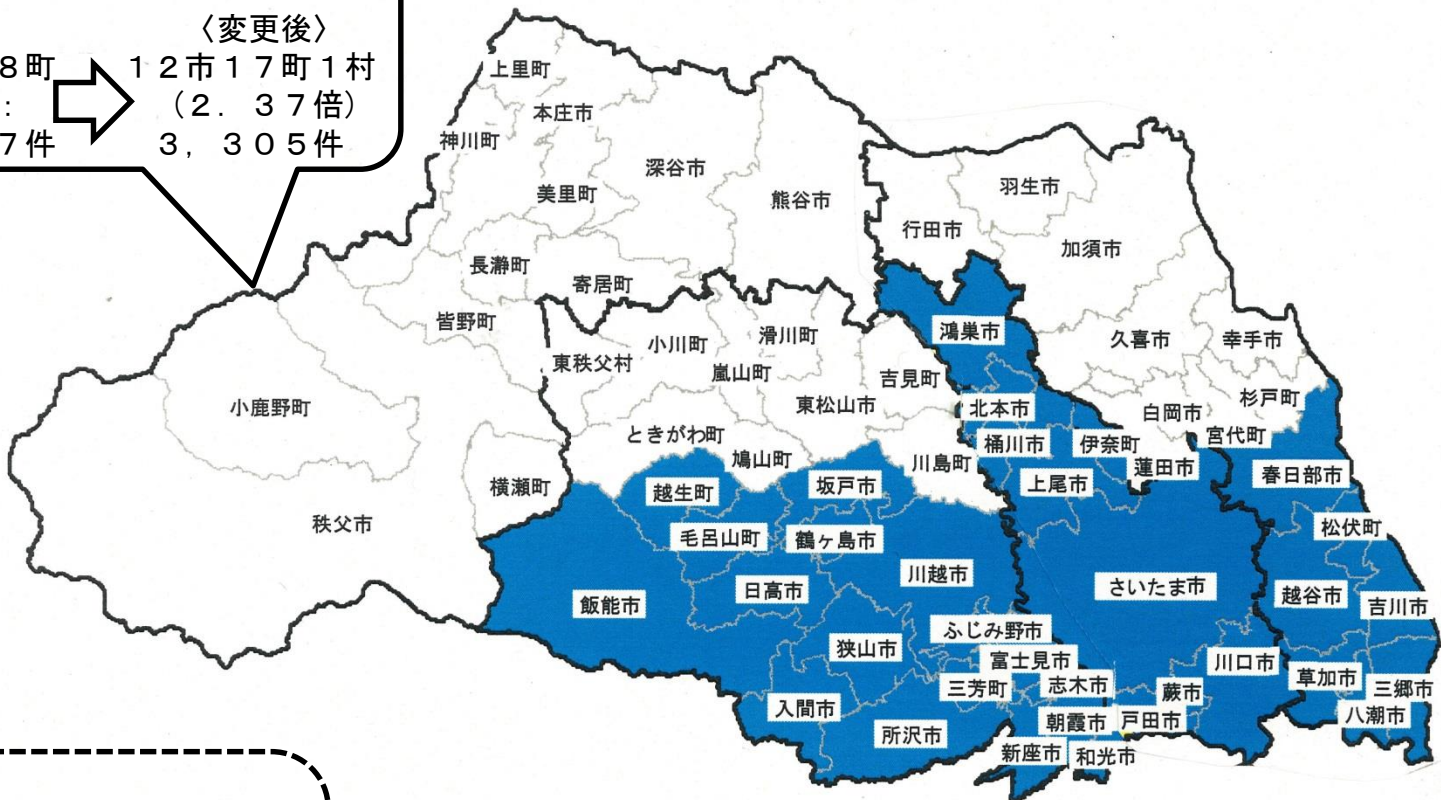 〈変更後〉
8町 12市17町1村
: (2.37倍)
7件 3,305件
上里町
本庄市
神川町
深谷市
美里町
熊谷市
羽生市
行田市
加須市
長瀞町
寄居町
皆野町
鴻巣市
久喜市
幸手市
滑川町
小川町
東秩父村
嵐山町
吉見町
杉戸町
小鹿野町
東松山市
北本市
白岡市
ときがわ町
宮代町
桶川市
伊奈町
鳩山町
川島町
蓮田市
春日部市
横瀬町
越生町
坂戸市
上尾市
秩父市
松伏町
毛呂山町
鶴ヶ島市
川越市
さいたま市
日高市
飯能市
越谷市
吉川市
ふじみ野市
狭山市
富士見市
川口市
三芳町
志木市
蕨市
草加市
三郷市
入間市
朝霞市
戸田市
八潮市
所沢市
新座市
和光市